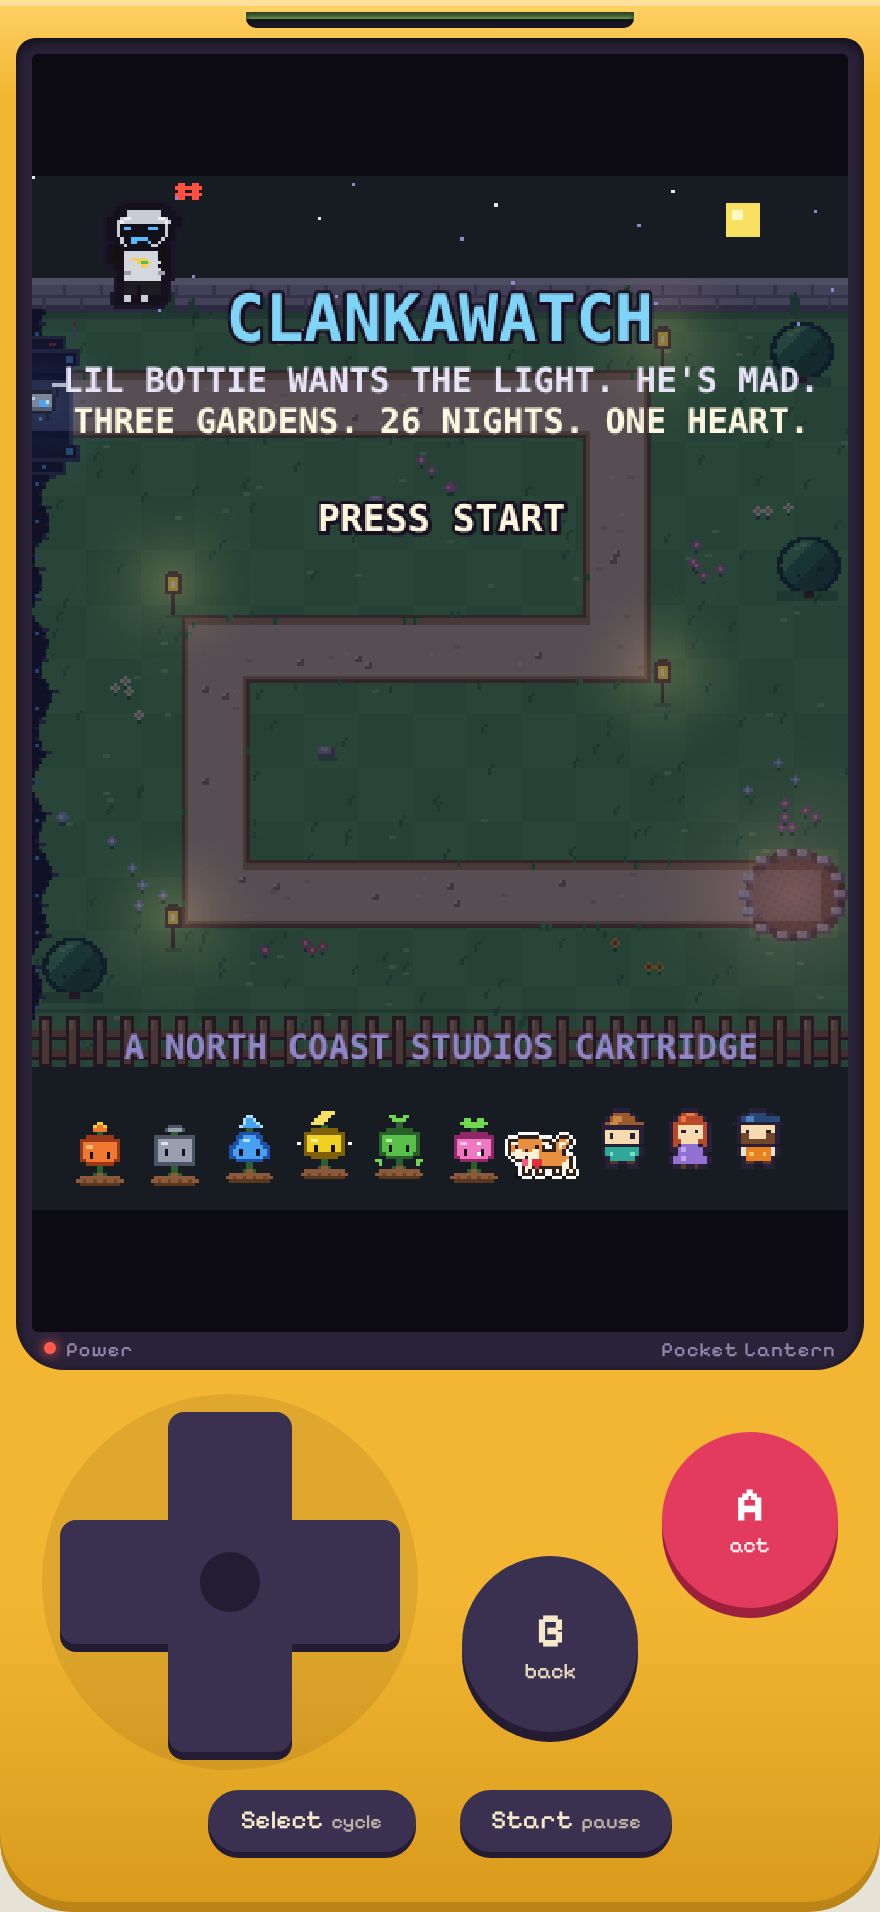 CLANKAWATCH
LIL BOTTIE WANTS THE LIGHT. HE'S MAD.
THREE GARDENS. 26 NIGHTS. ONE HEART.
PRESS START
A NORTH COAST STUDIOS CARTRIDGE
Power
Pocket Lantern
A
act
B
back
Select cycle
Start pause